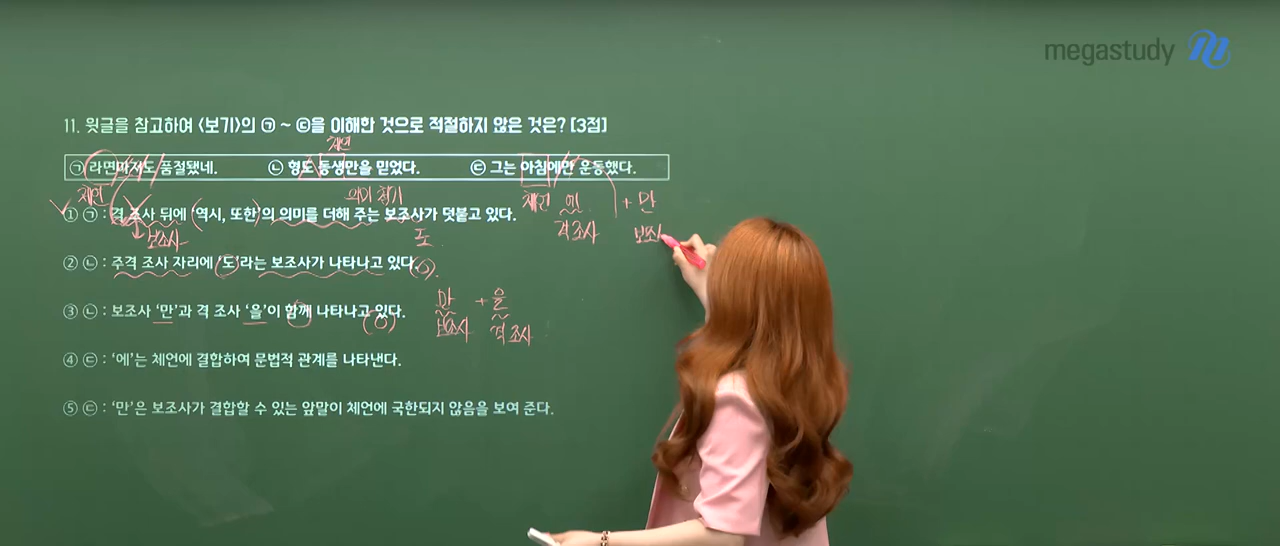 megastudy
11. 윗글을 참고하여 <보기>의 ㉠ ~ ㉢을 이해한 것으로 적절하지 않은 것은? [3점]
체언
㉠ 라면마저도 품절됐네. ㉡ 형도 동생만을 믿었다. ㉢ 그는 아침에만 운동했다.
체언 의미 첨가 체언 에 + 만
① ㉠ : 격 조사 뒤에 '역시, 또한'의 의미를 더해 주는 보조사가 덧붙고 있다.
보조사 도 격조사 보조사
② ㉡ : 주격 조사 자리에 '도'라는 보조사가 나타나고 있다. (O).
③ ㉡ : 보조사 '만'과 격 조사 '을'이 함께 나타나고 있다. (O) 만 + 을
보조사 격조사
④ ㉢ : '에'는 체언에 결합하여 문법적 관계를 나타낸다.
⑤ ㉢ : '만'은 보조사가 결합할 수 있는 앞말이 체언에 국한되지 않음을 보여 준다.